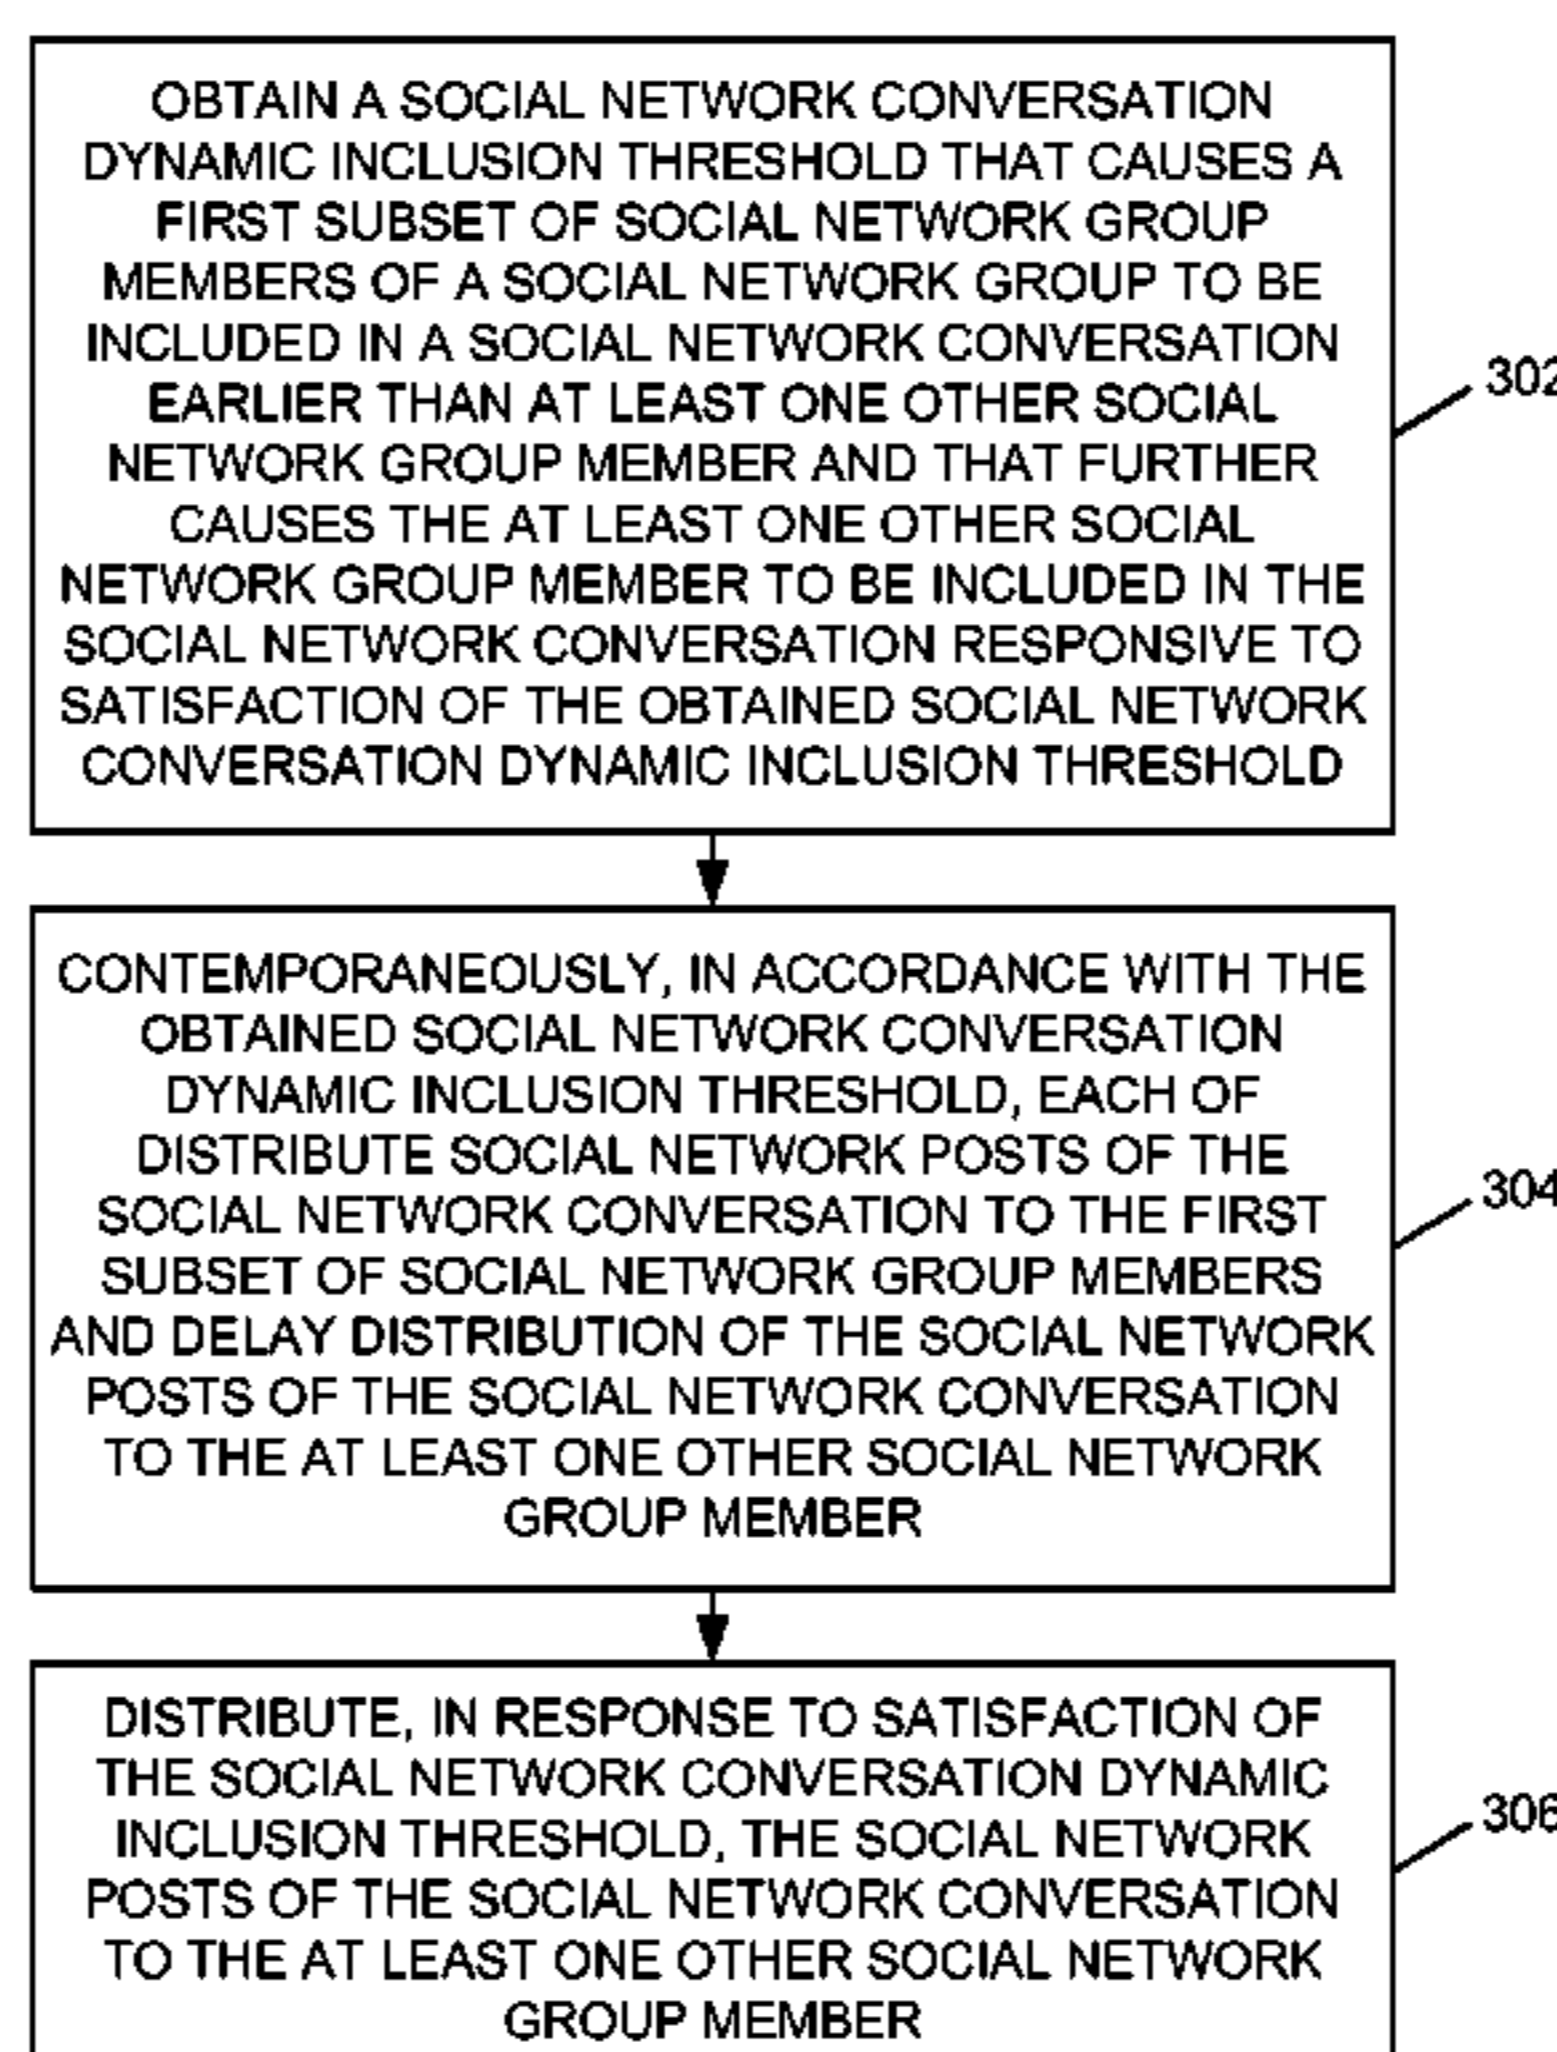 OBTAIN A SOCIAL NETWORK CONVERSATION
DYNAMIC INCLUSION THRESHOLD THAT CAUSES A
FIRST SUBSET OF SOCIAL NETWORK GROUP
MEMBERS OF A SOCIAL NETWORK GROUP TO BE
INCLUDED IN A SOCIAL NETWORK CONVERSATION
EARLIER THAN AT LEAST ONE OTHER SOCIAL
NETWORK GROUP MEMBER AND THAT FURTHER
CAUSES THE AT LEAST ONE OTHER SOCIAL
NETWORK GROUP MEMBER TO BE INCLUDED IN THE
SOCIAL NETWORK CONVERSATION RESPONSIVE TO
SATISFACTION OF THE OBTAINED SOCIAL NETWORK
CONVERSATION DYNAMIC INCLUSION THRESHOLD
302
CONTEMPORANEOUSLY, IN ACCORDANCE WITH THE
OBTAINED SOCIAL NETWORK CONVERSATION
DYNAMIC INCLUSION THRESHOLD, EACH OF
DISTRIBUTE SOCIAL NETWORK POSTS OF THE
SOCIAL NETWORK CONVERSATION TO THE FIRST
SUBSET OF SOCIAL NETWORK GROUP MEMBERS
AND DELAY DISTRIBUTION OF THE SOCIAL NETWORK
POSTS OF THE SOCIAL NETWORK CONVERSATION
TO THE AT LEAST ONE OTHER SOCIAL NETWORK
GROUP MEMBER
304
DISTRIBUTE, IN RESPONSE TO SATISFACTION OF
THE SOCIAL NETWORK CONVERSATION DYNAMIC
INCLUSION THRESHOLD, THE SOCIAL NETWORK
POSTS OF THE SOCIAL NETWORK CONVERSATION
TO THE AT LEAST ONE OTHER SOCIAL NETWORK
GROUP MEMBER
306